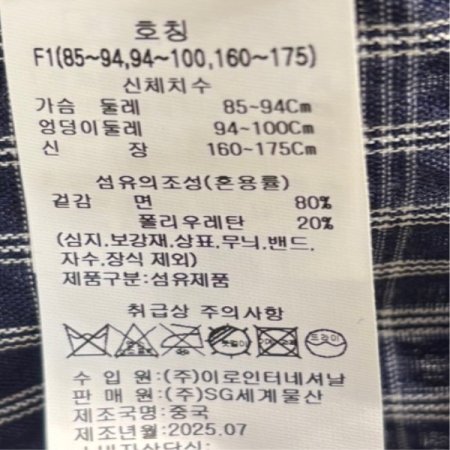 호칭
F1(85~94,94~100,160~175)
신체치수
가슴 둘레 85~94Cm
엉덩이둘레 94~100Cm
신 장 160~175Cm
섬유의조성(혼용률)
겉감 면 80%
폴리우레탄 20%
(심지,보강재,상표,무늬,밴드,
자수,장식 제외)
제품구분:섬유제품
취급상 주의사항
드라이
수 입 원:(주)이로인터네셔날
판 매 원:(주)SG세계물산
제조국명:중국
제조년월:2025.07